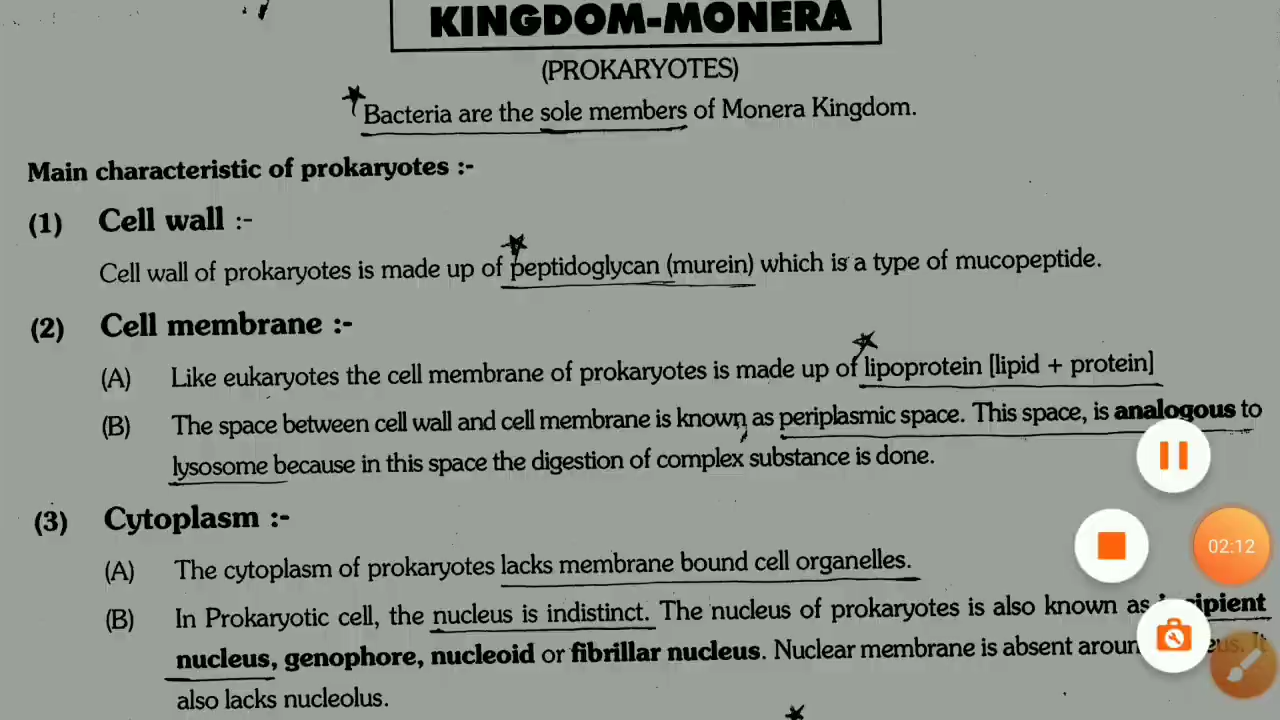 KINGDOM-MONERA
(PROKARYOTES)
Bacteria are the sole members of Monera Kingdom.
Main characteristic of prokaryotes :-
(1) Cell wall :-
Cell wall of prokaryotes is made up of peptidoglycan (murein) which is a type of mucopeptide.
(2) Cell membrane :-
(A) Like eukaryotes the cell membrane of prokaryotes is made up of lipoprotein [lipid + protein]
(B) The space between cell wall and cell membrane is known as periplasmic space. This space, is analogous to
lysosome because in this space the digestion of complex substance is done.
(3) Cytoplasm :-
(A) The cytoplasm of prokaryotes lacks membrane bound cell organelles.
(B) In Prokaryotic cell, the nucleus is indistinct. The nucleus of prokaryotes is also known as
nucleus, genophore, nucleoid or fibrillar nucleus. Nuclear membrane is absent It
also lacks nucleolus.
02:12